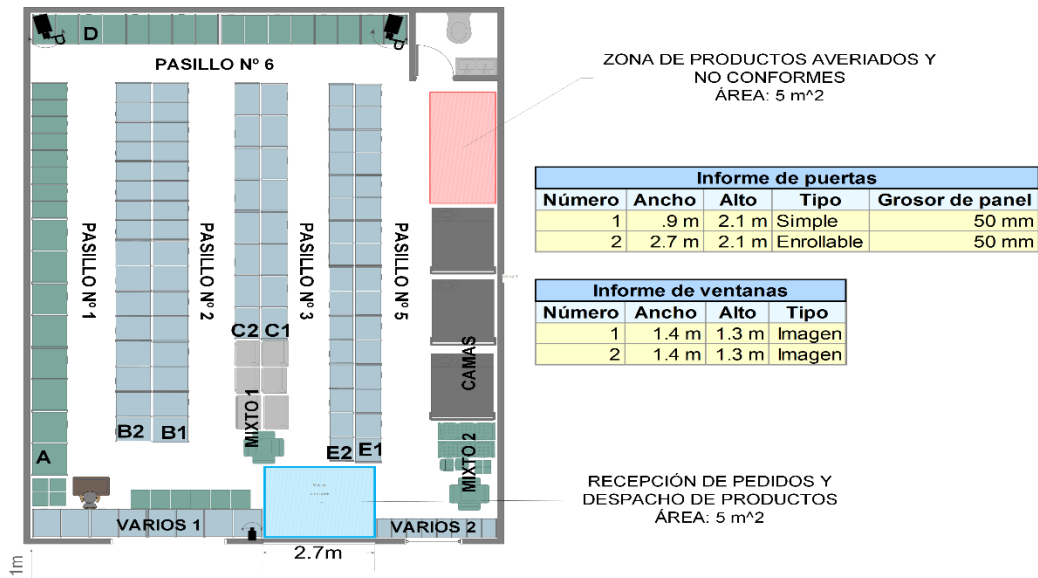 D
PASILLO Nº 6
PASILLO Nº 1
PASILLO Nº 2
PASILLO Nº 3
PASILLO Nº 5
C2 C1
MIXTO 1
CAMAS
B2 B1
E2 E1
A
MIXTO 2
VARIOS 1
VARIOS 2
2.7m
1m
ZONA DE PRODUCTOS AVERIADOS Y
NO CONFORMES
ÁREA: 5 m^2
Informe de puertas
Número Ancho Alto Tipo Grosor de panel
1 .9 m 2.1 m Simple 50 mm
2 2.7 m 2.1 m Enrollable 50 mm
Informe de ventanas
Número Ancho Alto Tipo
1 1.4 m 1.3 m Imagen
2 1.4 m 1.3 m Imagen
RECEPCIÓN DE PEDIDOS Y
DESPACHO DE PRODUCTOS
ÁREA: 5 m^2